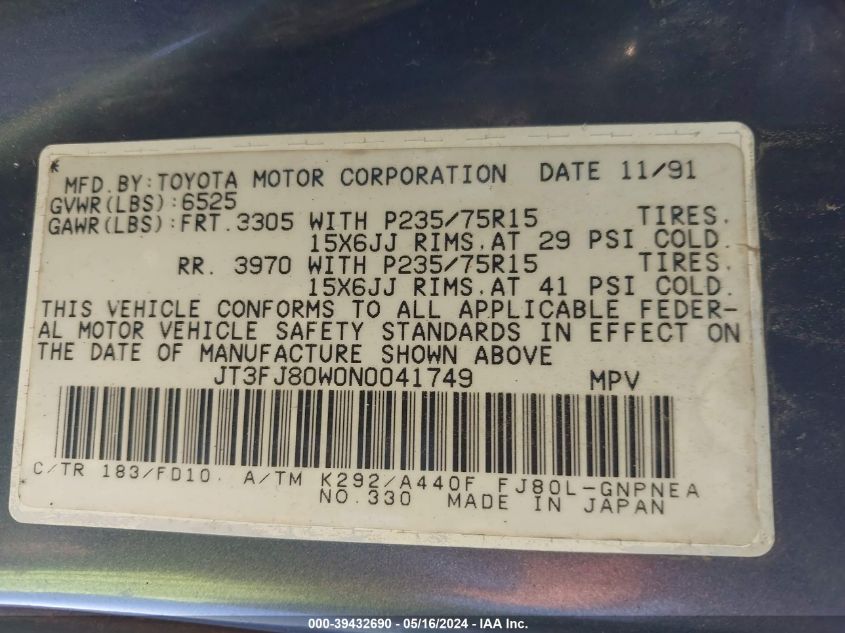 MFD. BY: TOYOTA MOTOR CORPORATION DATE 11/91
GVWR(LBS): 6525
GAWR(LBS): FRT. 3305 WITH P235/75R15 TIRES.
15X6JJ RIMS. AT 29 PSI COLD.
RR. 3970 WITH P235/75R15 TIRES.
15X6JJ RIMS. AT 41 PSI COLD.
THIS VEHICLE CONFORMS TO ALL APPLICABLE FEDER-
AL MOTOR VEHICLE SAFETY STANDARDS IN EFFECT ON
THE DATE OF MANUFACTURE SHOWN ABOVE
JT3FJ80W0N0041749 MPV
C/TR 183/FD10. A/TM K292/A440F FJ80L-GNPNEA
NO.330 MADE IN JAPAN
000-39432690 - 05/16/2024 - IAA, Inc.